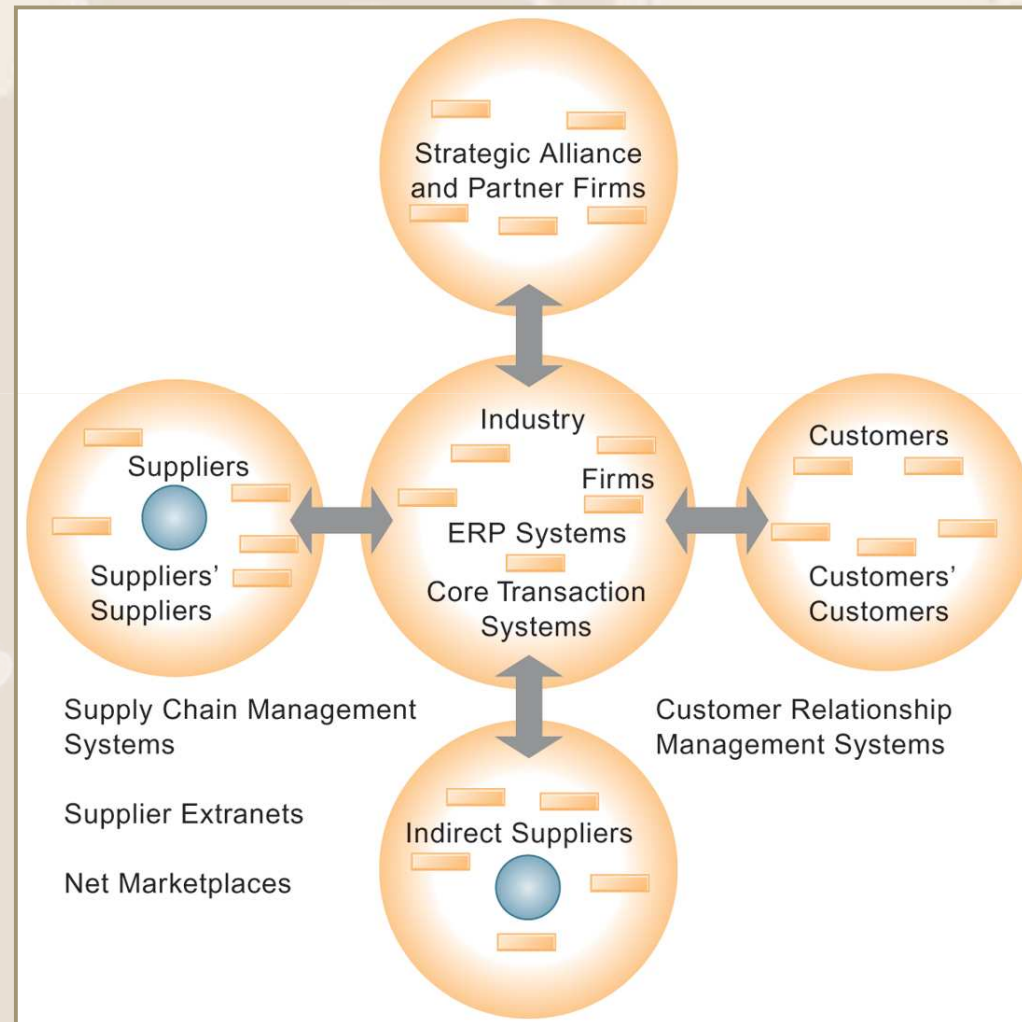 Strategic Alliance
and Partner Firms
Industry
Firms
ERP Systems
Core Transaction
Systems
Suppliers
Suppliers’
Suppliers
Customers
Customers’
Customers
Supply Chain Management
Systems
Supplier Extranets
Net Marketplaces
Customer Relationship
Management Systems
Indirect Suppliers